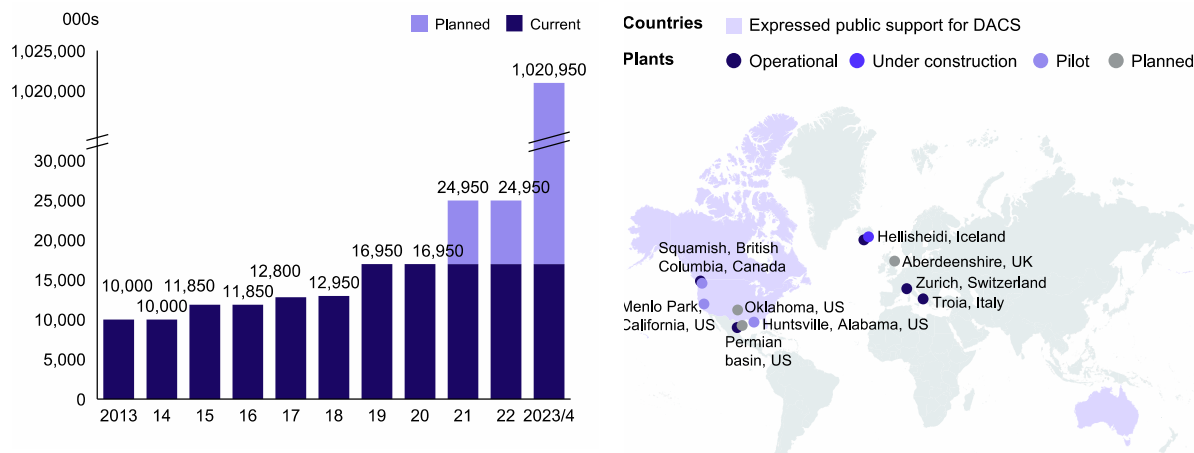 000s
Planned
Current
1,025,000
1,020,000
30,000
25,000
20,000
15,000
10,000
5,000
0
10,000
10,000
11,850
11,850
12,800
12,950
16,950
16,950
24,950
24,950
1,020,950
2013
14
15
16
17
18
19
20
21
22
2023/4
Countries
Expressed public support for DACS
Plants
Operational
Under construction
Pilot
Planned
Squamish, British
Columbia, Canada
Menlo Park,
California, US
Oklahoma, US
Huntsville, Alabama, US
Permian
basin, US
Hellisheidi, Iceland
Aberdeenshire, UK
Zurich, Switzerland
Troia, Italy